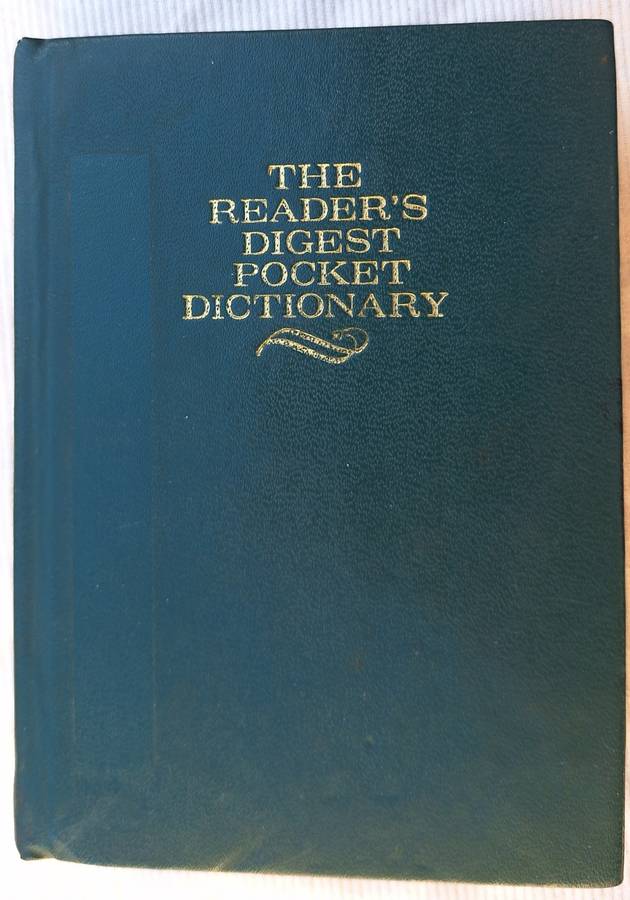 THE
READER'S
DIGEST
POCKET
DICTIONARY